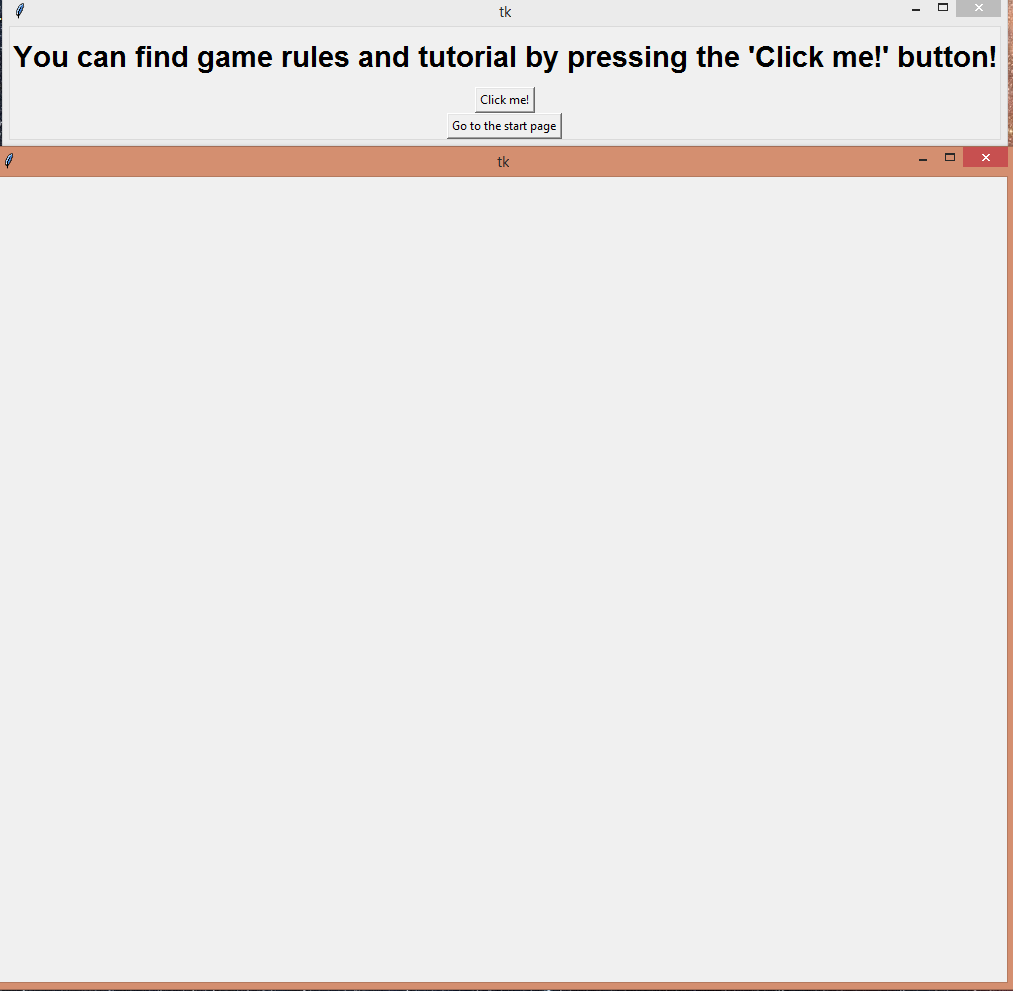 tk
You can find game rules and tutorial by pressing the 'Click me!' button!
Click me!
Go to the start page
tk